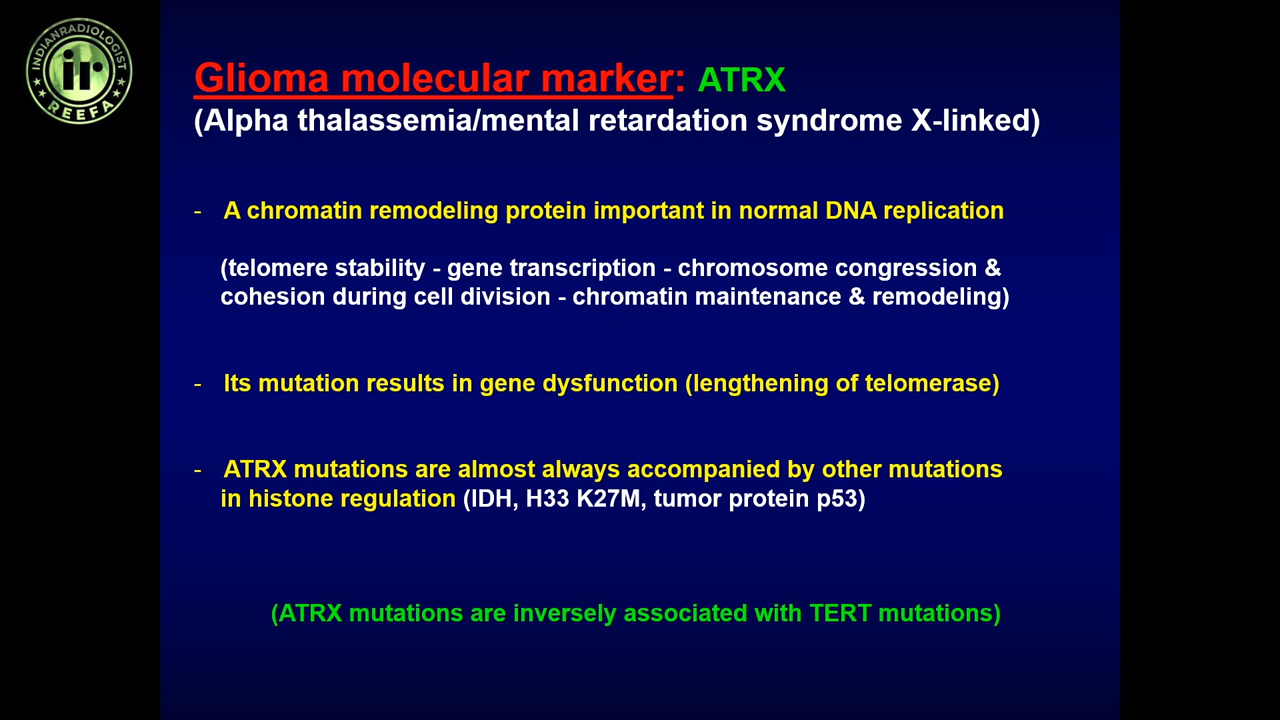 INDIANRADIOLOGIST
ir
REEFA
Glioma molecular marker: ATRX
(Alpha thalassemia/mental retardation syndrome X-linked)
- A chromatin remodeling protein important in normal DNA replication
(telomere stability - gene transcription - chromosome congression &
cohesion during cell division - chromatin maintenance & remodeling)
- Its mutation results in gene dysfunction (lengthening of telomerase)
- ATRX mutations are almost always accompanied by other mutations
in histone regulation (IDH, H33 K27M, tumor protein p53)
(ATRX mutations are inversely associated with TERT mutations)